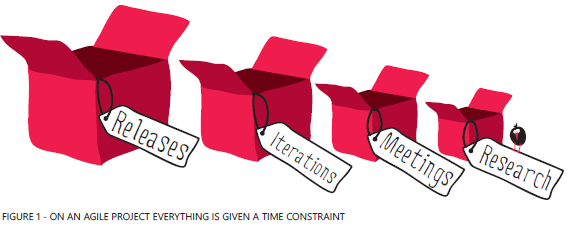 Releases
Iterations
Meetings
Research
FIGURE 1 - ON AN AGILE PROJECT EVERYTHING IS GIVEN A TIME CONSTRAINT